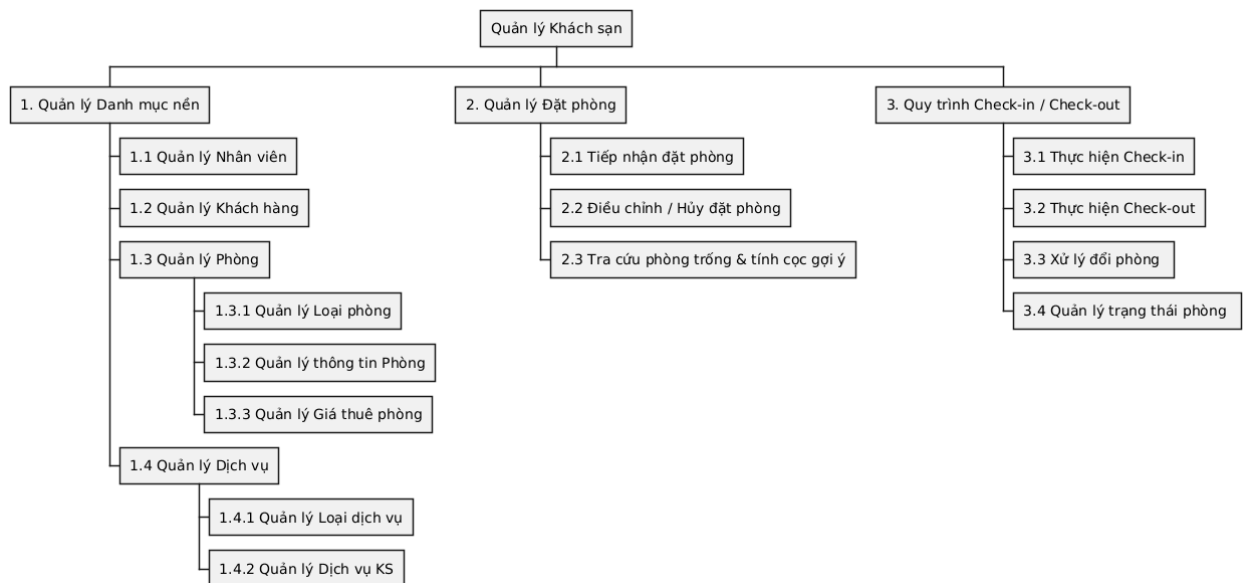 Quản lý Khách sạn
1. Quản lý Danh mục nền
1.1 Quản lý Nhân viên
1.2 Quản lý Khách hàng
1.3 Quản lý Phòng
1.3.1 Quản lý Loại phòng
1.3.2 Quản lý thông tin Phòng
1.3.3 Quản lý Giá thuê phòng
1.4 Quản lý Dịch vụ
1.4.1 Quản lý Loại dịch vụ
1.4.2 Quản lý Dịch vụ KS
2. Quản lý Đặt phòng
2.1 Tiếp nhận đặt phòng
2.2 Điều chỉnh / Hủy đặt phòng
2.3 Tra cứu phòng trống & tính cọc gợi ý
3. Quy trình Check-in / Check-out
3.1 Thực hiện Check-in
3.2 Thực hiện Check-out
3.3 Xử lý đổi phòng
3.4 Quản lý trạng thái phòng